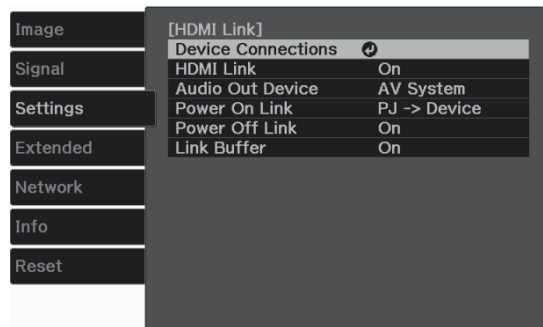 Image
Signal
Settings
Extended
Network
Info
Reset
[HDMI Link]
Device Connections
HDMI Link On
Audio Out Device AV System
Power On Link PJ -> Device
Power Off Link On
Link Buffer On